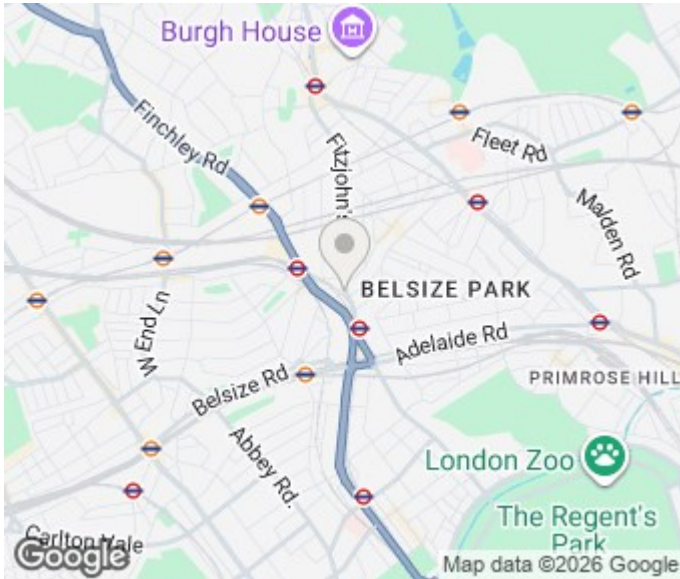 Burgh House
Finchley Rd
Fitzjohn's
Fleet Rd
Malden Rd
BELSIZE PARK
W End Ln
Adelaide Rd
Belsize Rd
PRIMROSE HILL
Abbey Rd.
London Zoo
The Regent's
Park
Carlton Vale
Google
Map data ©2026 Google